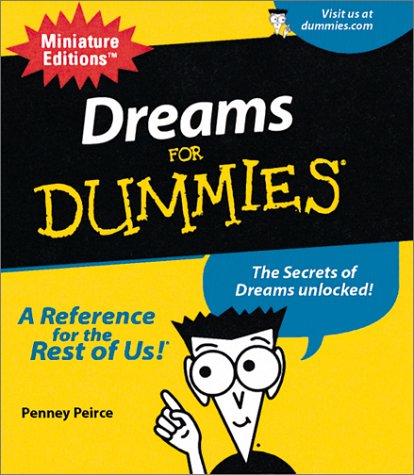 Miniature
Editions™
Visit us at
dummies.com
Dreams
FOR
DUMMIES®
The Secrets of
Dreams unlocked!
A Reference
for the
Rest of Us!®
Penney Peirce